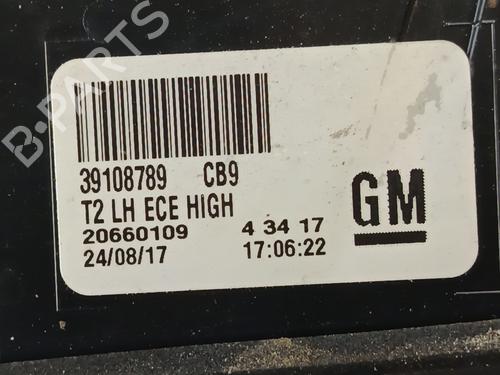 B-PARTS
39108789 CB9
T2 LH ECE HIGH
20660109 4 34 17
24/08/17 17:06:22
GM